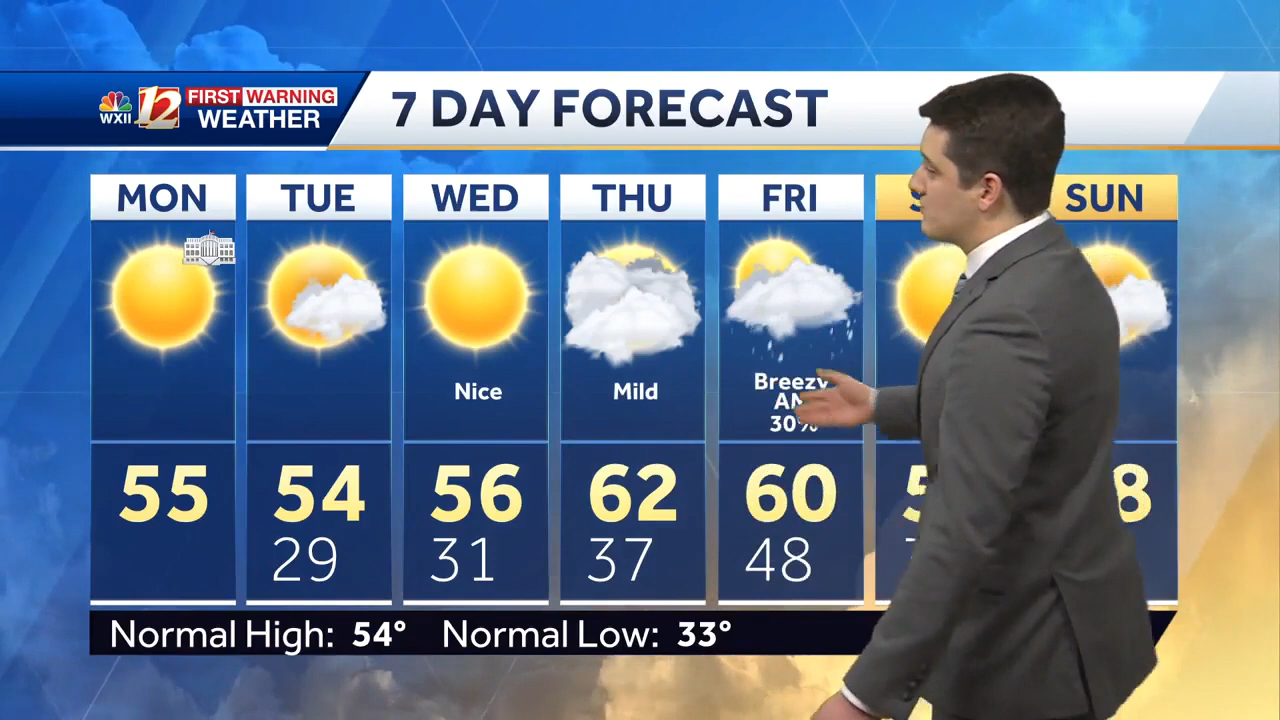 WXII 12 FIRST WARNING
WEATHER
7 DAY FORECAST
MON TUE WED THU FRI SUN
Nice Mild Breezy
AM
30%
55 54 56 62 60
29 31 37 48
Normal High: 54° Normal Low: 33°